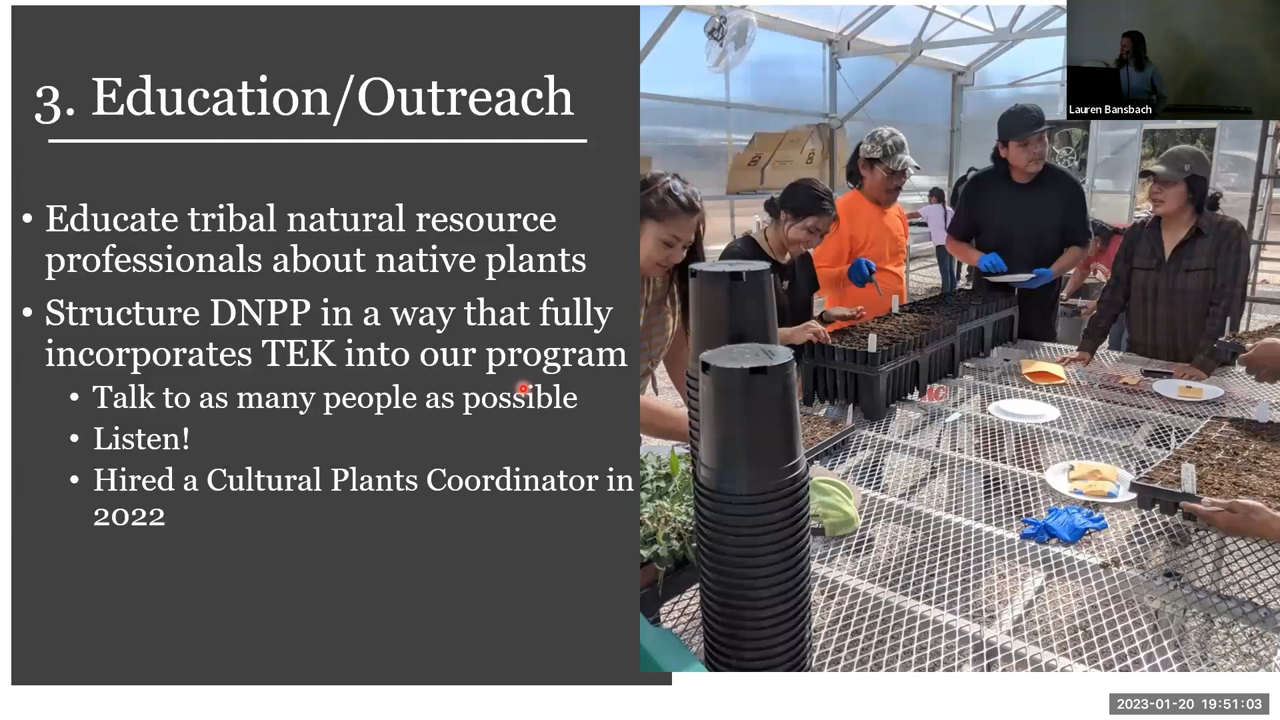 3. Education/Outreach
• Educate tribal natural resource
professionals about native plants
• Structure DNPP in a way that fully
incorporates TEK into our program
• Talk to as many people as possible
• Listen!
• Hired a Cultural Plants Coordinator in
2022
Lauren Bansbach
2023-01-20 19:51:03